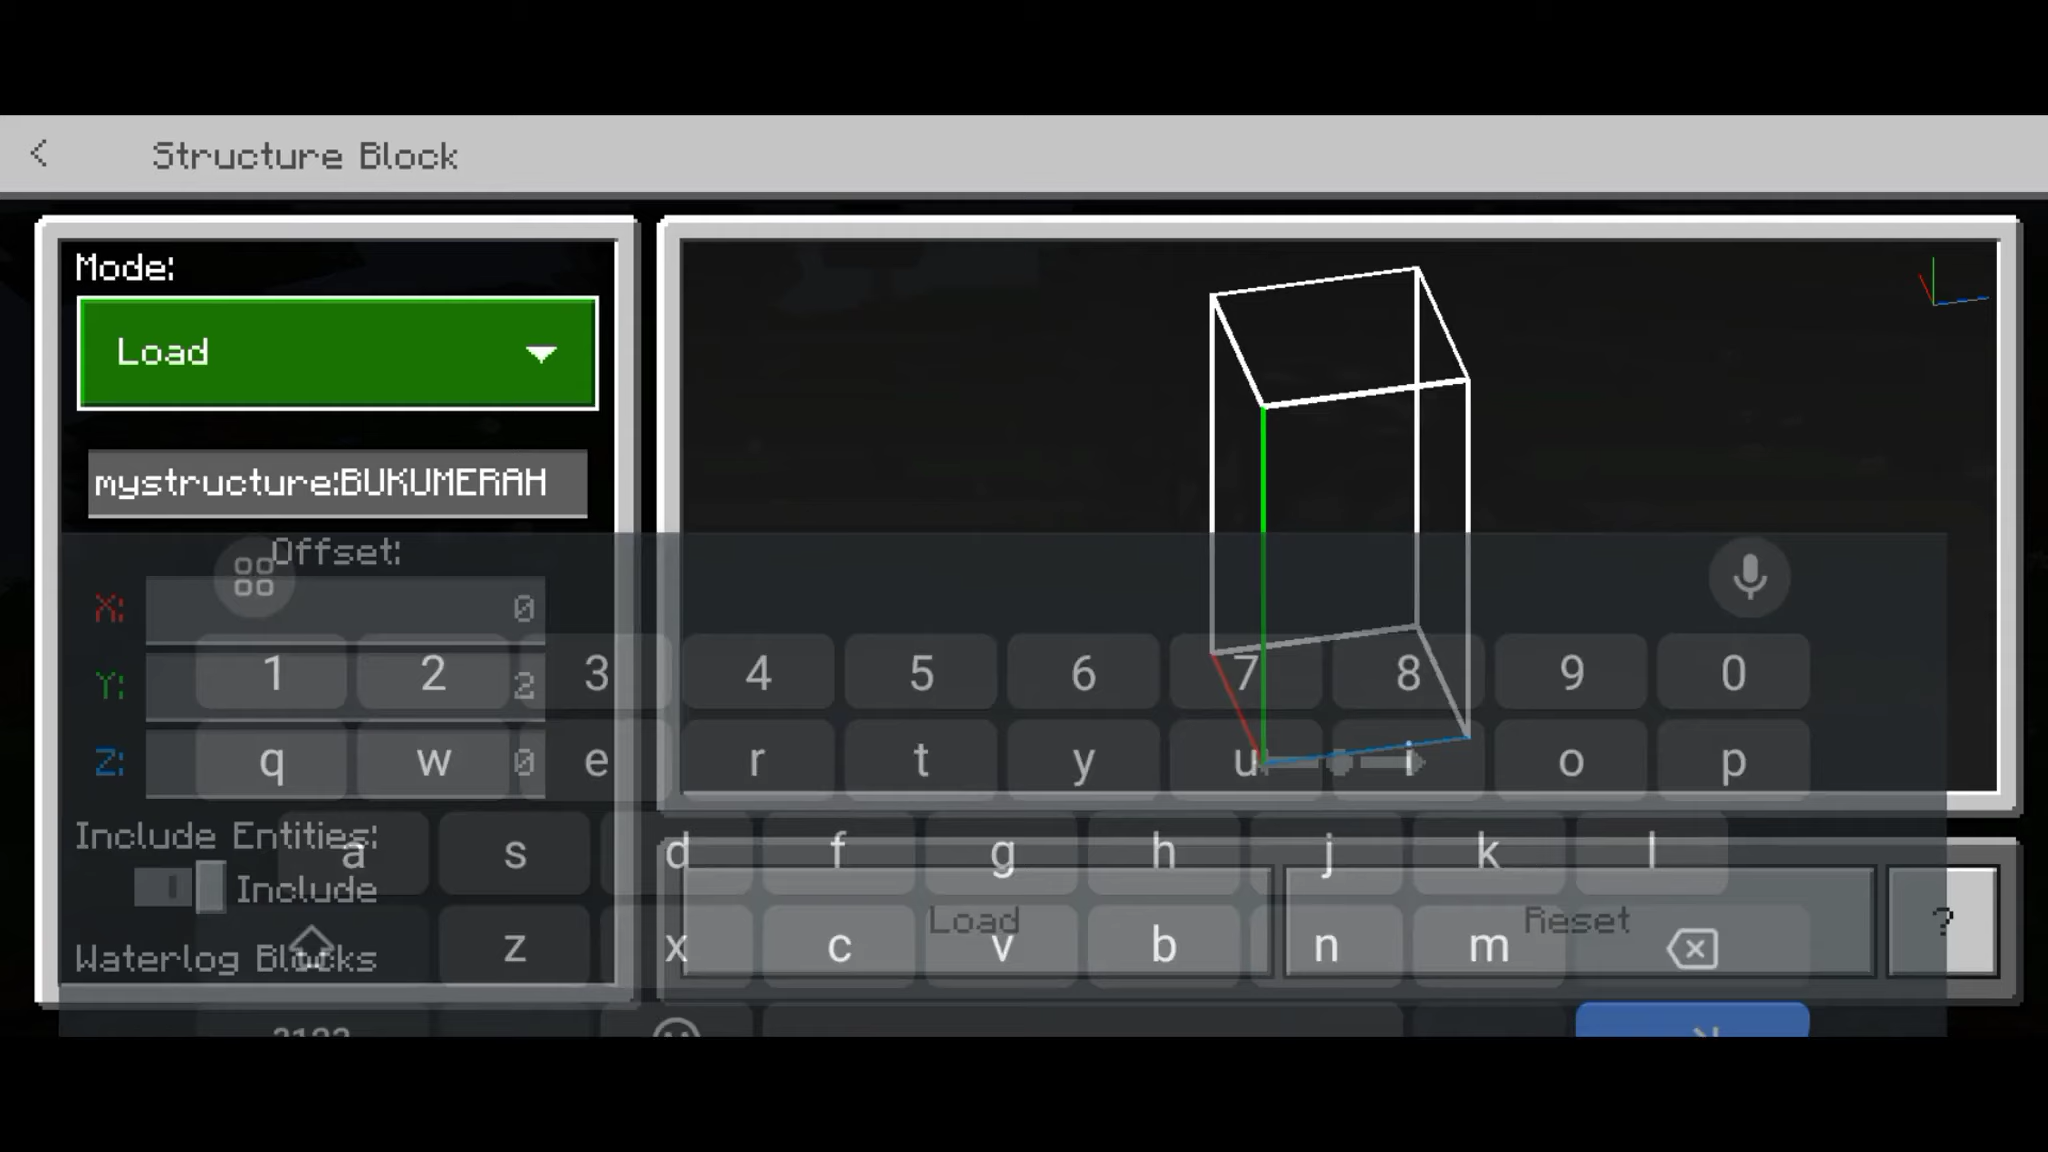 Structure Block
Mode:
Load
mystructure:BUKUMERAH
Offset:
X: 0
Y: 2
Z: 0
Include Entities:
Include
Waterlog Blocks
Load
Reset
?
1 2 3 4 5 6 7 8 9 0
q w e r t y u i o p
a s d f g h j k l
z x c v b n m